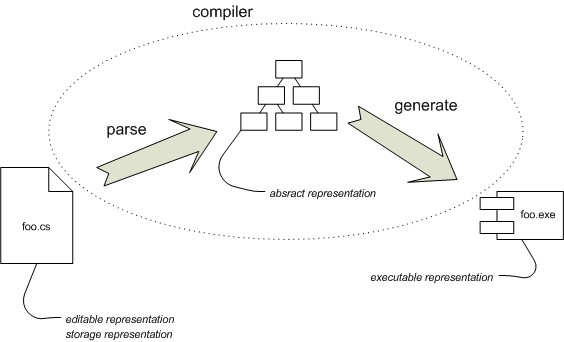 compiler
parse
generate
absract representation
foo.cs
foo.exe
executable representation
editable representation
storage representation